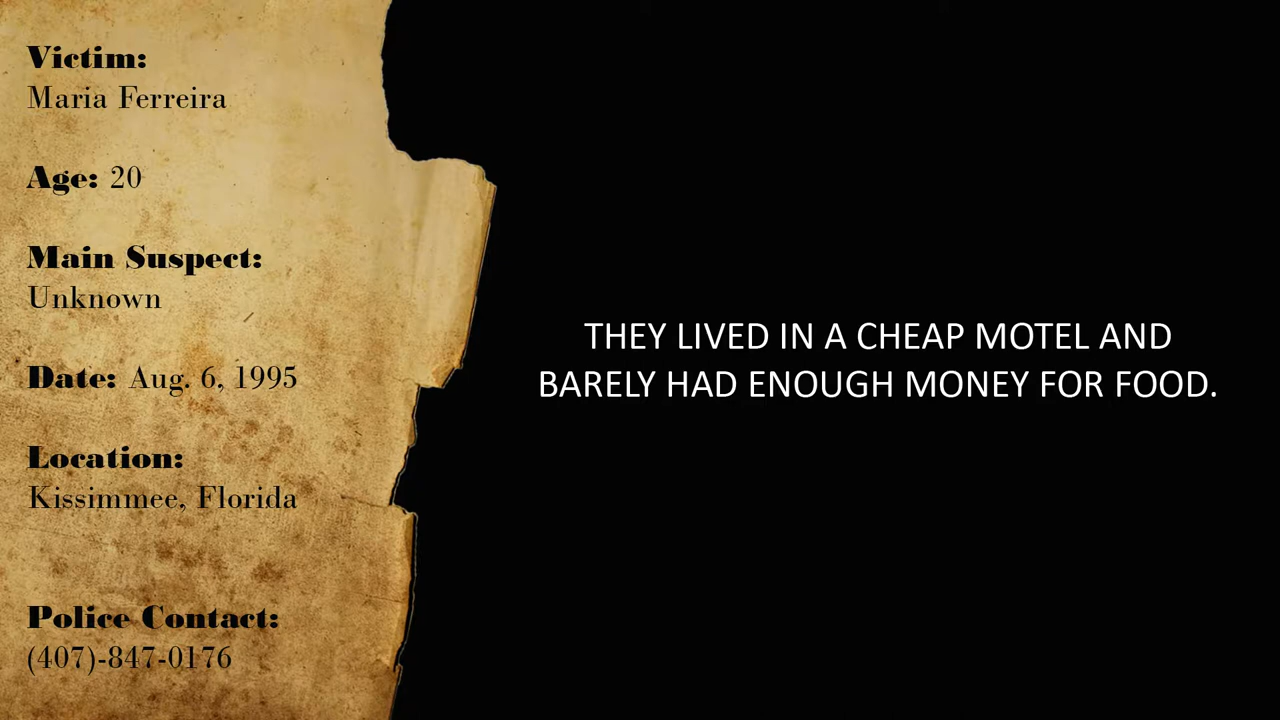 Victim:
Maria Ferreira
Age: 20
Main Suspect:
Unknown
Date: Aug. 6, 1995
Location:
Kissimmee, Florida
Police Contact:
(407)-847-0176
THEY LIVED IN A CHEAP MOTEL AND
BARELY HAD ENOUGH MONEY FOR FOOD.